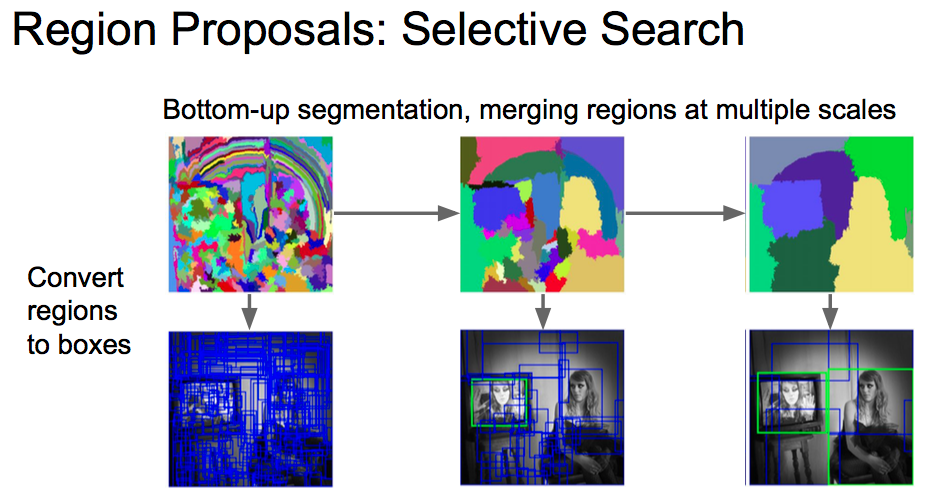 Region Proposals: Selective Search
Bottom-up segmentation, merging regions at multiple scales
Convert
regions
to boxes